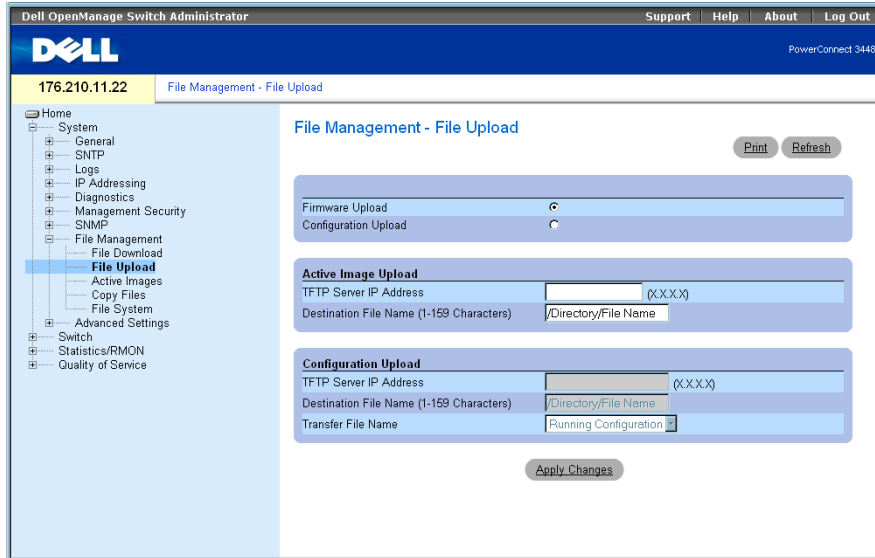 Dell OpenManage Switch Administrator
Support | Help | About | Log Out
DELL
PowerConnect 3448
176.210.11.22
File Management - File Upload
Home
System
General
SNTP
Logs
IP Addressing
Diagnostics
Management Security
SNMP
File Management
File Download
File Upload
Active Images
Copy Files
File System
Advanced Settings
Switch
Statistics/RMON
Quality of Service
File Management - File Upload
Print Refresh
Firmware Upload
Configuration Upload
Active Image Upload
TFTP Server IP Address (X.X.X.X)
Destination File Name (1-159 Characters) /Directory/File Name
Configuration Upload
TFTP Server IP Address (X.X.X.X)
Destination File Name (1-159 Characters) /Directory/File Name
Transfer File Name Running Configuration
Apply Changes